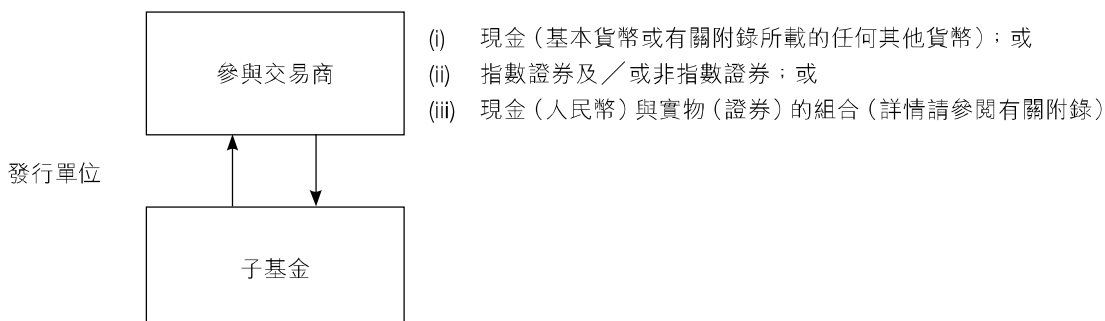 參與交易商
(i) 現金（基本貨幣或有關附錄所載的任何其他貨幣）；或
(ii) 指數證券及／或非指數證券；或
(iii) 現金（人民幣）與實物（證券）的組合（詳情請參閱有關附錄）
發行單位
子基金